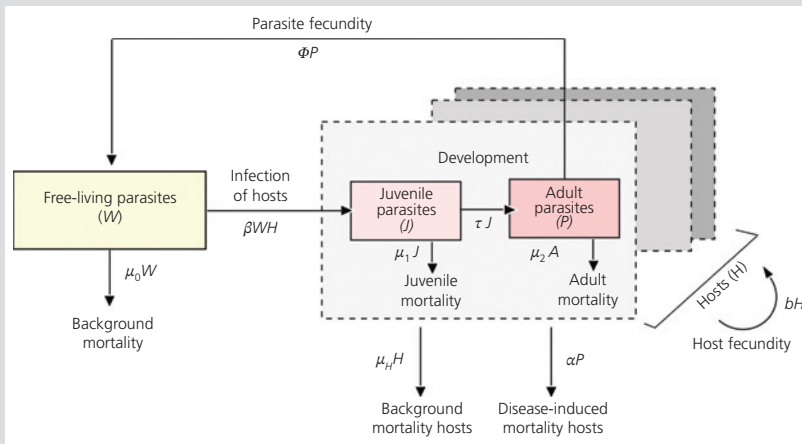 Parasite fecundity
ΦP
Development
Free-living parasites
(W)
Infection
of hosts
βWH
Juvenile
parasites
(J)
τ J
Adult
parasites
(P)
μ₀W
Background
mortality
μ₁ J
Juvenile
mortality
μ₂ A
Adult
mortality
Hosts (H)
bH
Host fecundity
μ_H H
Background
mortality hosts
αP
Disease-induced
mortality hosts